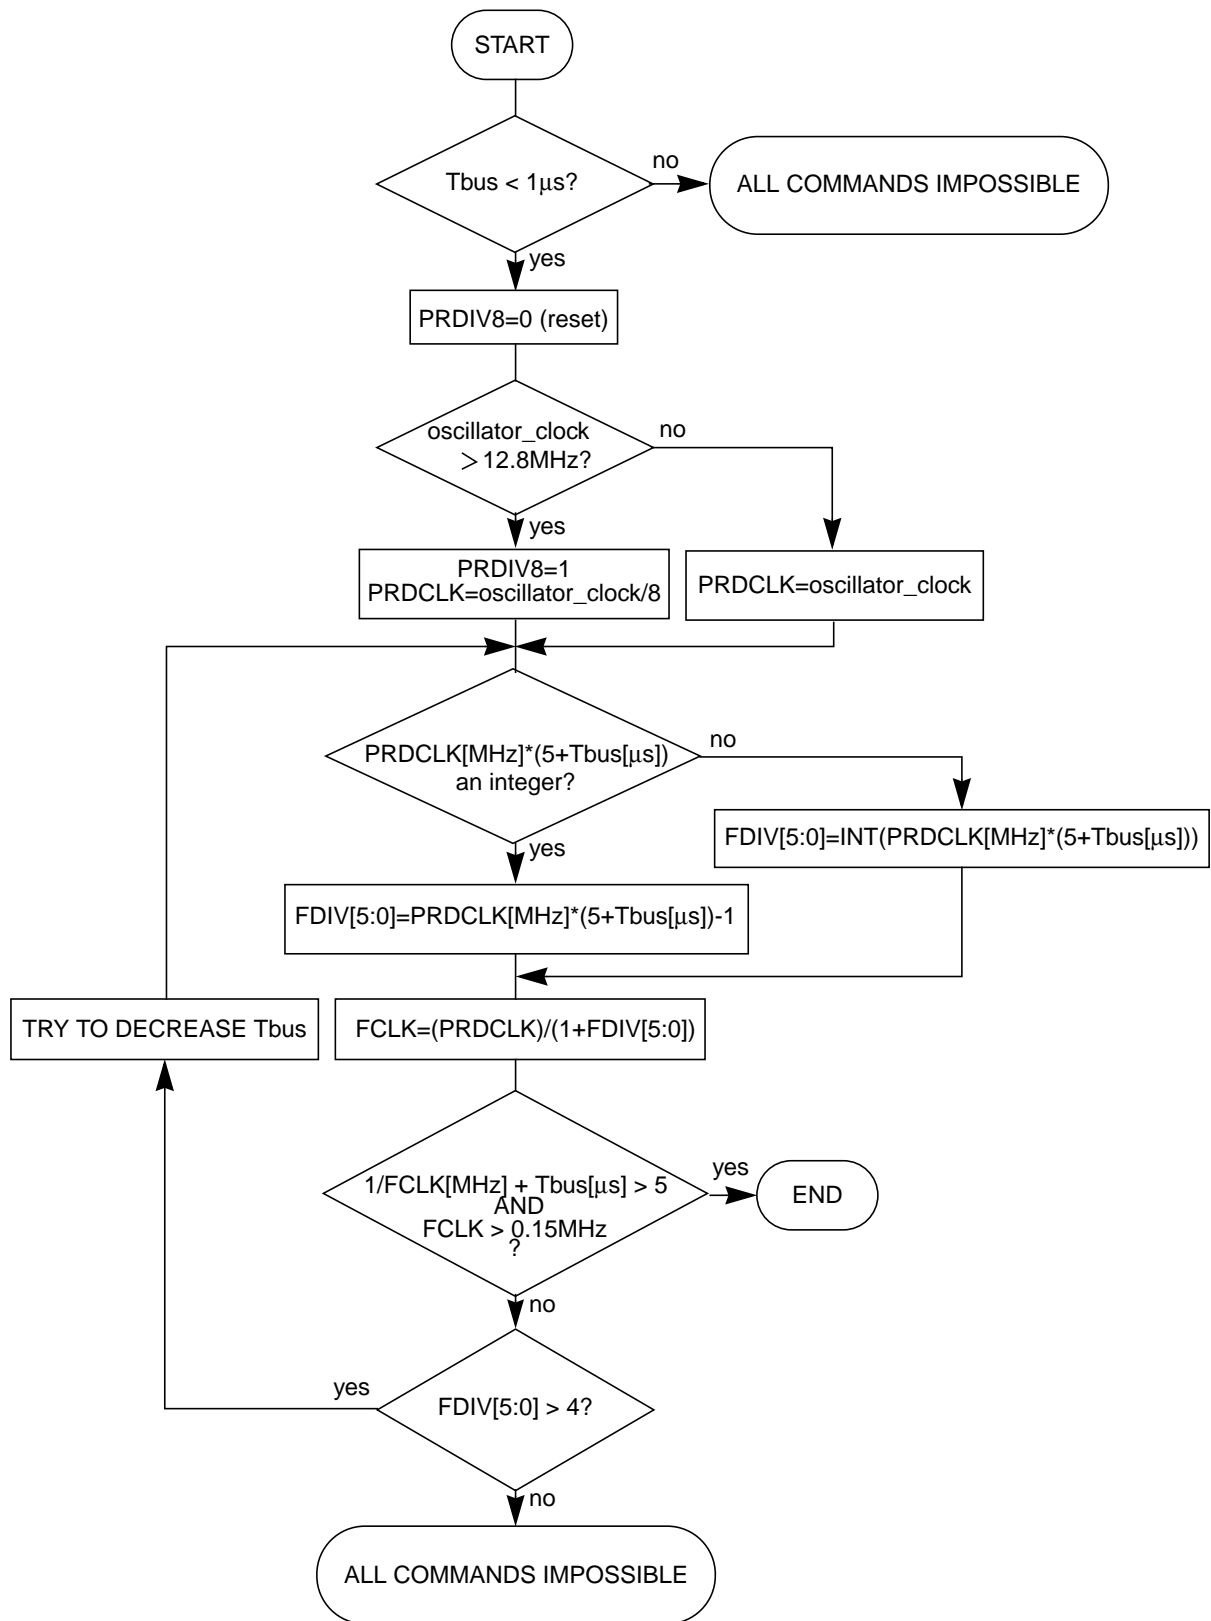 START
Tbus < 1μs?
no
ALL COMMANDS IMPOSSIBLE
yes
PRDIV8=0 (reset)
oscillator_clock
> 12.8MHz?
no
yes
PRDIV8=1
PRDCLK=oscillator_clock/8
PRDCLK=oscillator_clock
PRDCLK[MHz]*(5+Tbus[μs])
an integer?
no
yes
FDIV[5:0]=INT(PRDCLK[MHz]*(5+Tbus[μs]))
FDIV[5:0]=PRDCLK[MHz]*(5+Tbus[μs])-1
TRY TO DECREASE Tbus
FCLK=(PRDCLK)/(1+FDIV[5:0])
1/FCLK[MHz] + Tbus[μs] > 5
AND
FCLK > 0.15MHz
?
yes
END
no
yes
FDIV[5:0] > 4?
no
ALL COMMANDS IMPOSSIBLE